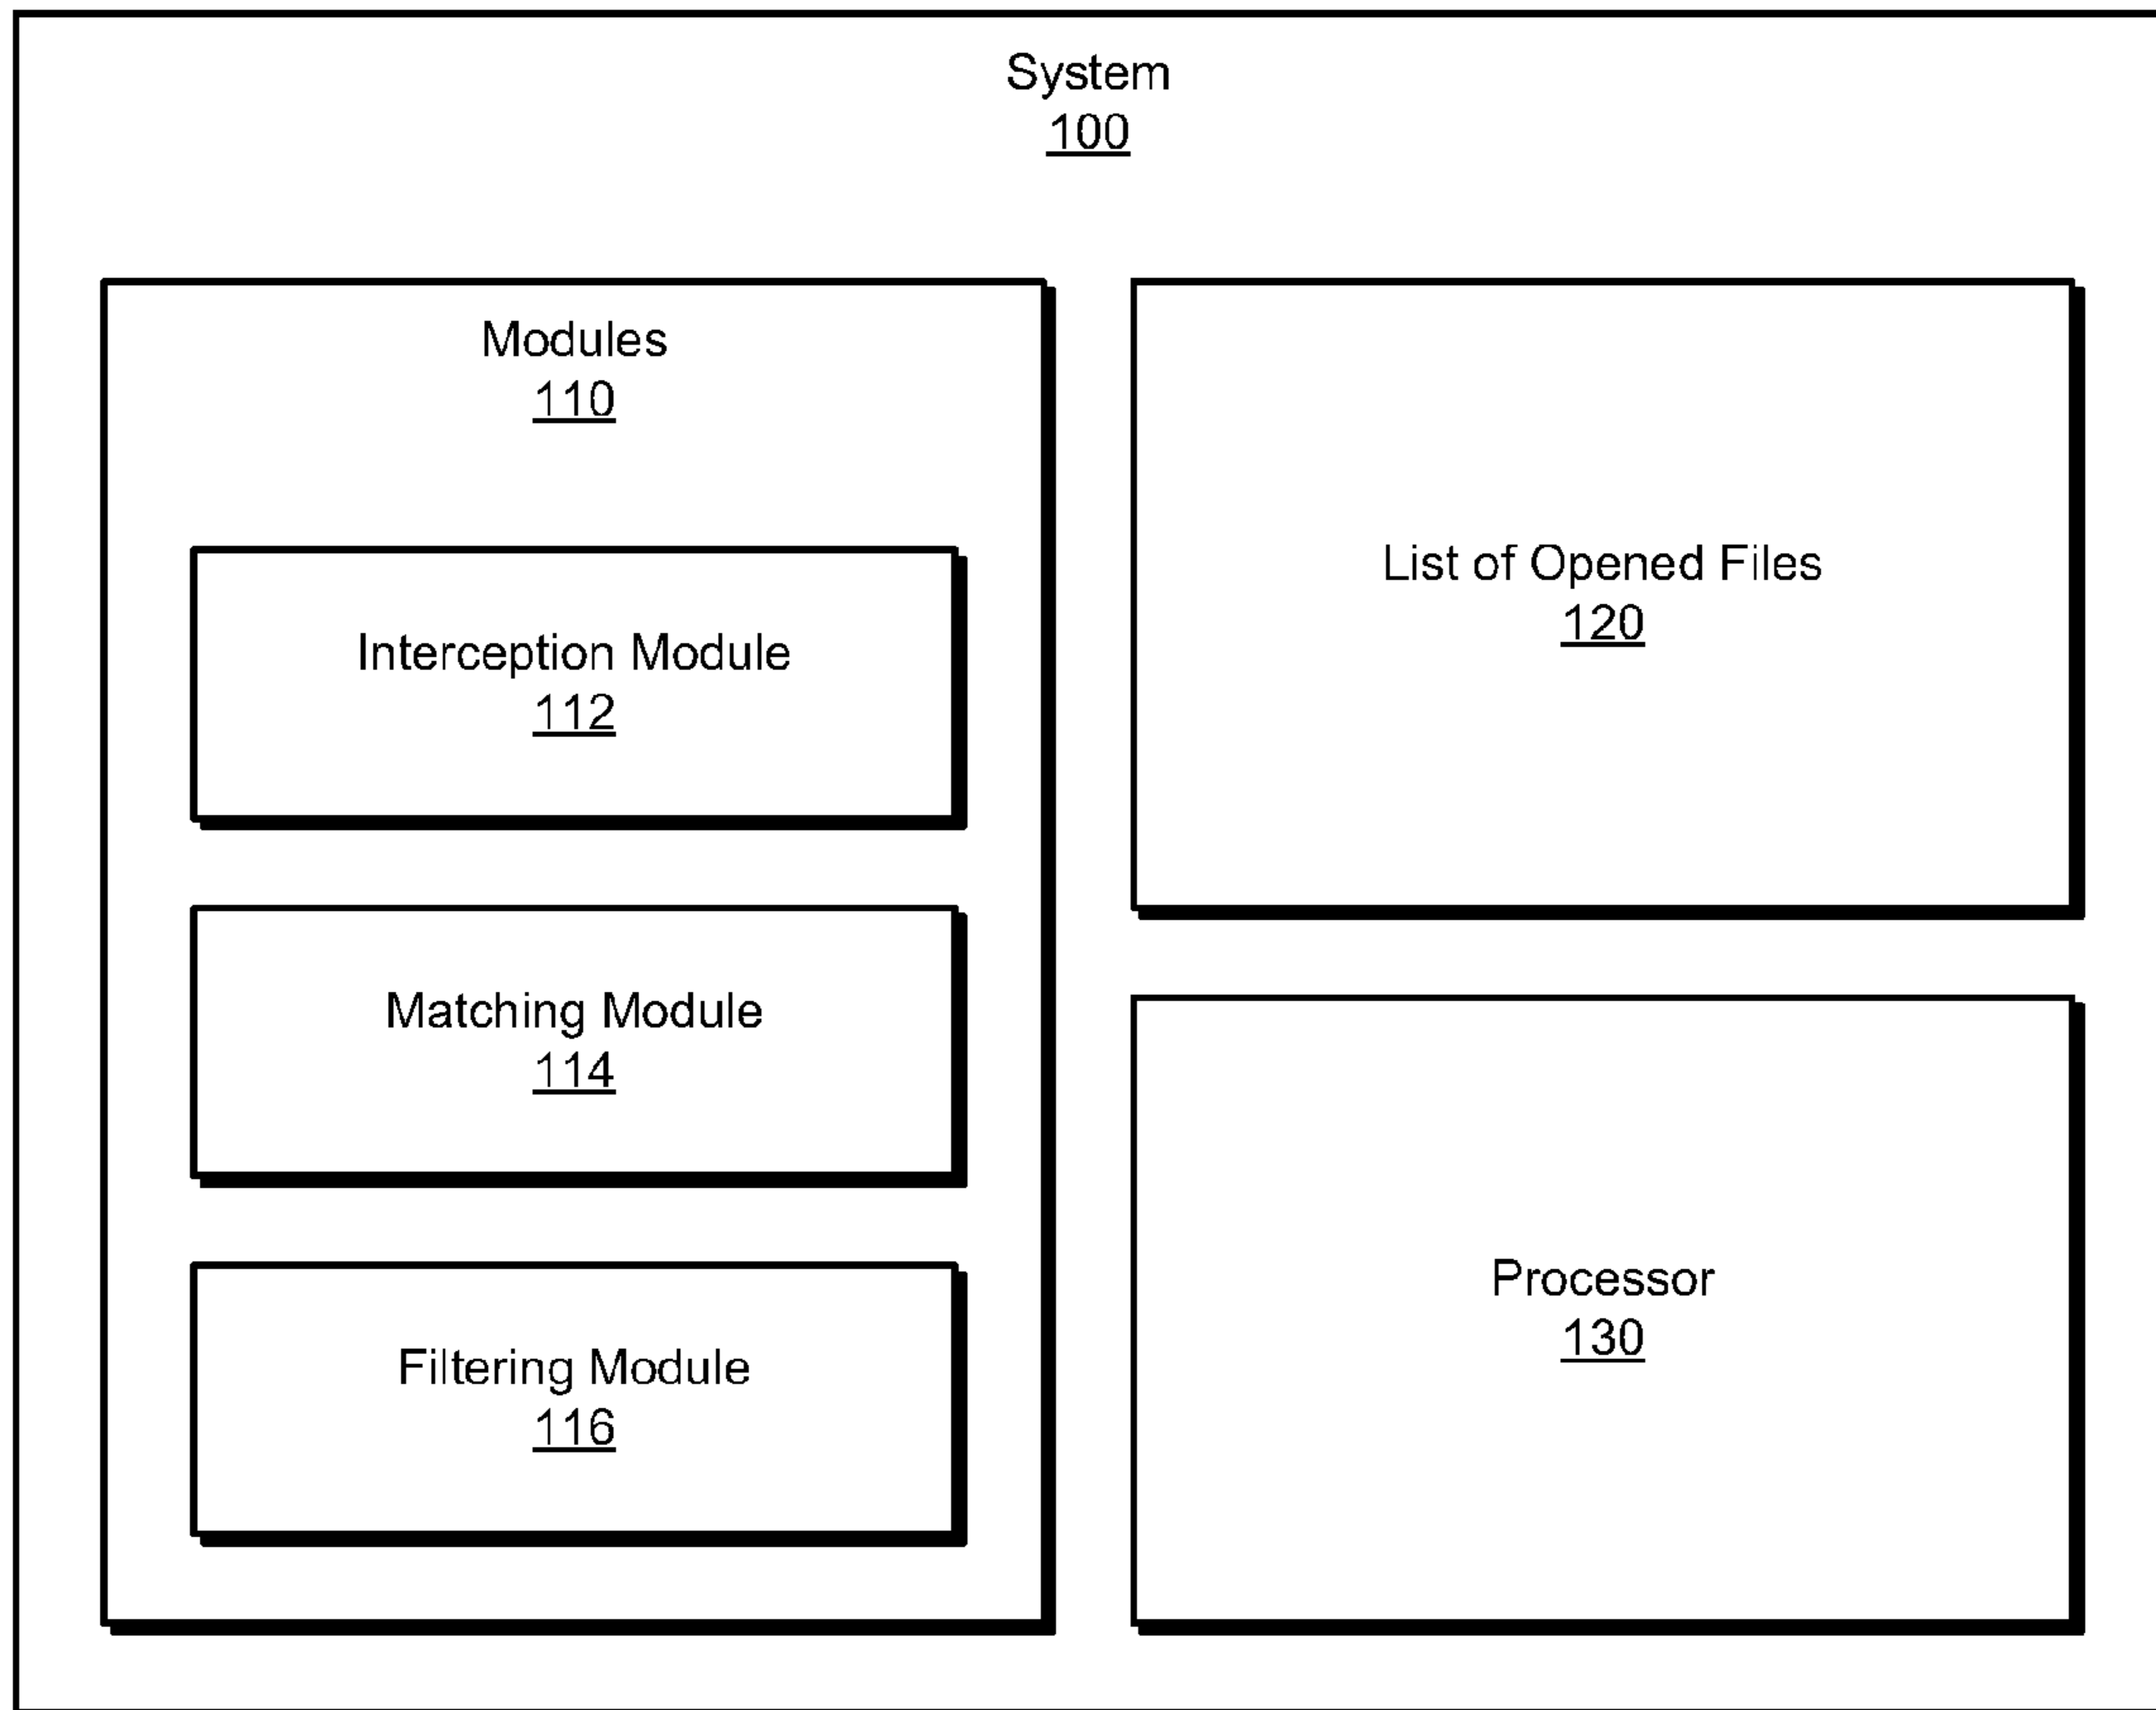 System
100
Modules
110
Interception Module
112
Matching Module
114
Filtering Module
116
List of Opened Files
120
Processor
130